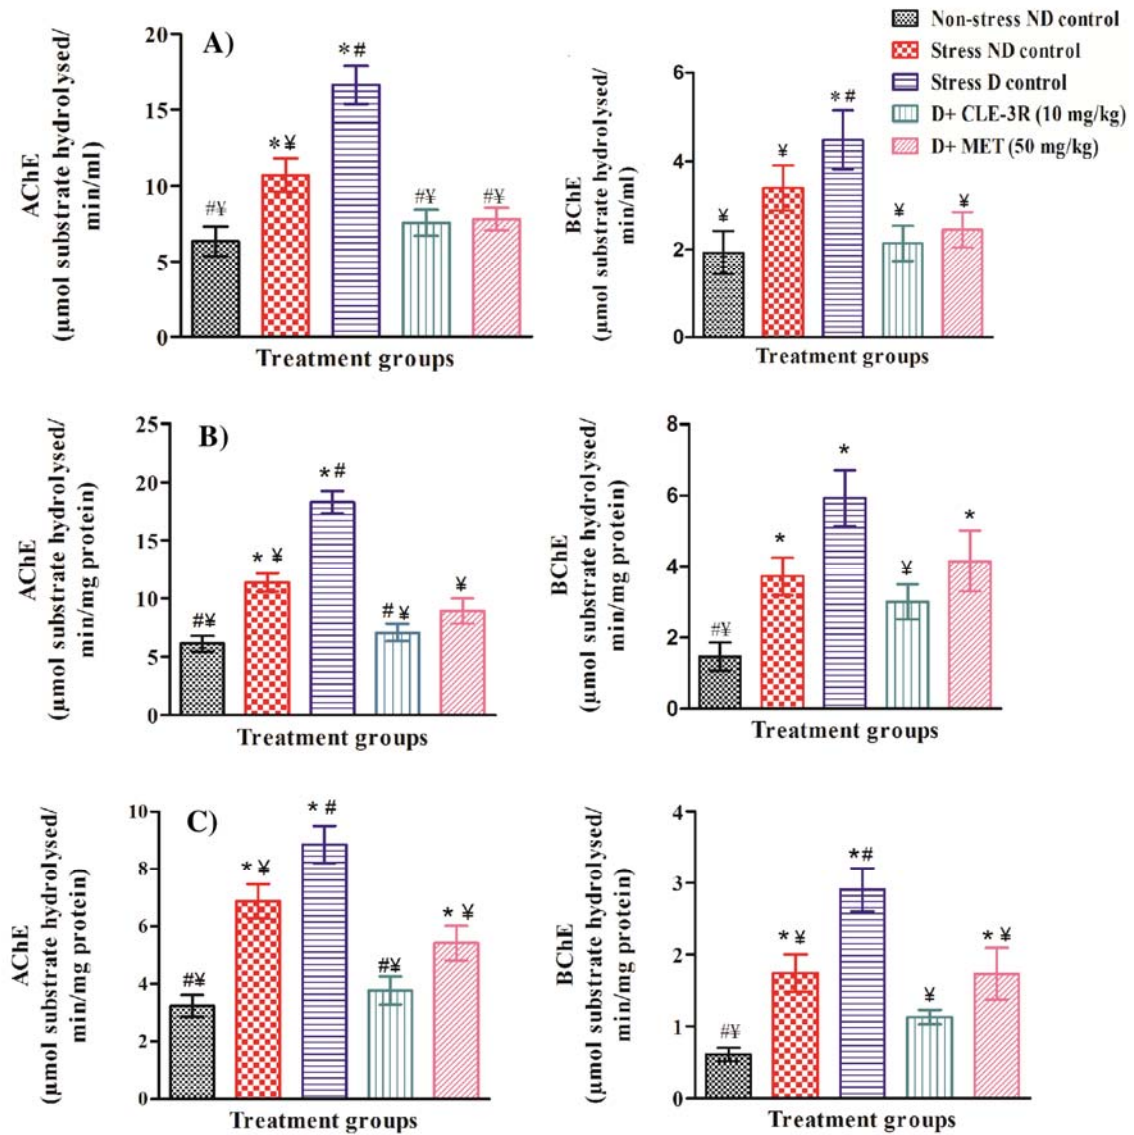 Non-stress ND control
Stress ND control
Stress D control
D+ CLE-3R (10 mg/kg)
D+ MET (50 mg/kg)
A)
AChE
(µmol substrate hydrolysed/
min/ml)
20
15
10
5
0
#¥
*¥
*#
#¥
#¥
Treatment groups
BChE
(µmol substrate hydrolysed/
min/ml)
6
4
2
0
¥
¥
*#
¥
¥
Treatment groups
B)
AChE
(µmol substrate hydrolysed/
min/mg protein)
25
20
15
10
5
0
#¥
* ¥
*#
# ¥
¥
Treatment groups
BChE
(µmol substrate hydrolysed/
min/mg protein)
8
6
4
2
0
#¥
*
*
¥
*
Treatment groups
C)
AChE
(µmol substrate hydrolysed/
min/mg protein)
10
8
6
4
2
0
#¥
* ¥
* #
#¥
* ¥
Treatment groups
BChE
(µmol substrate hydrolysed/
min/mg protein)
4
3
2
1
0
#¥
* ¥
*#
¥
* ¥
Treatment groups